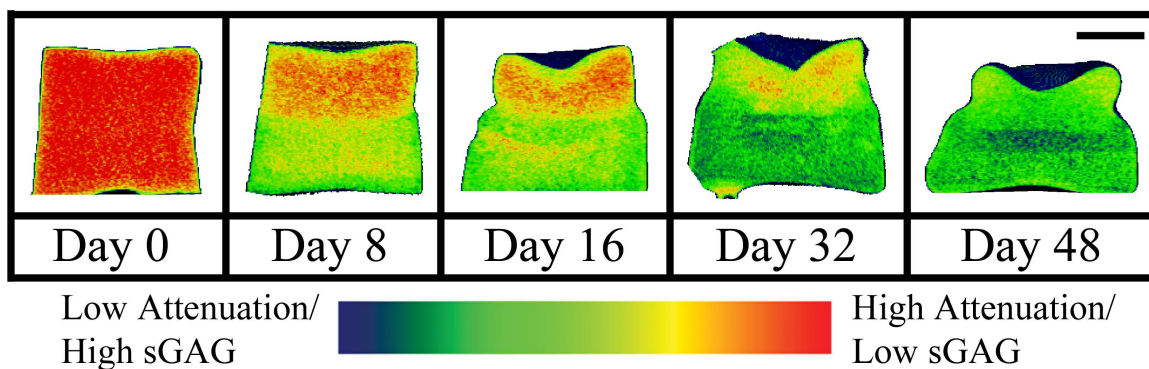 Day 0
Day 8
Day 16
Day 32
Day 48
Low Attenuation/
High sGAG
High Attenuation/
Low sGAG